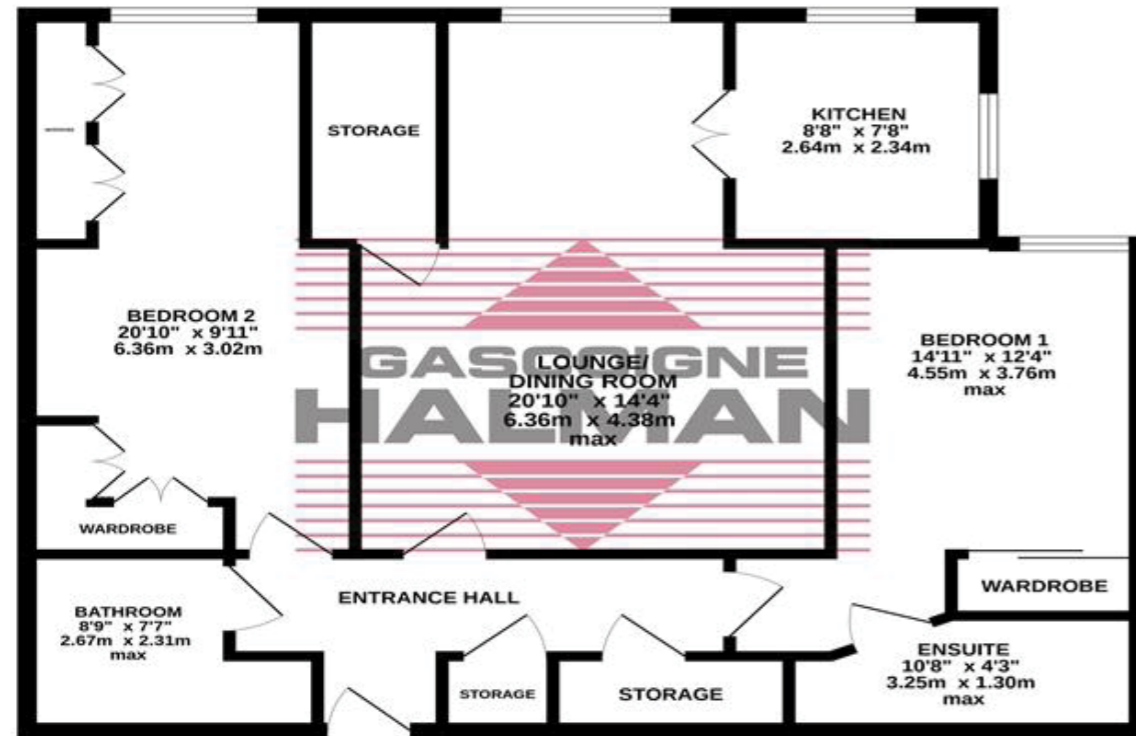 STORAGE
KITCHEN
8'8" x 7'8"
2.64m x 2.34m
BEDROOM 2
20'10" x 9'11"
6.36m x 3.02m
GASCOIGNE
HALMAN
LOUNGE/
DINING ROOM
20'10" x 14'4"
6.36m x 4.38m
max
BEDROOM 1
14'11" x 12'4"
4.55m x 3.76m
max
WARDROBE
BATHROOM
8'9" x 7'7"
2.67m x 2.31m
max
ENTRANCE HALL
STORAGE
STORAGE
WARDROBE
ENSUITE
10'8" x 4'3"
3.25m x 1.30m
max